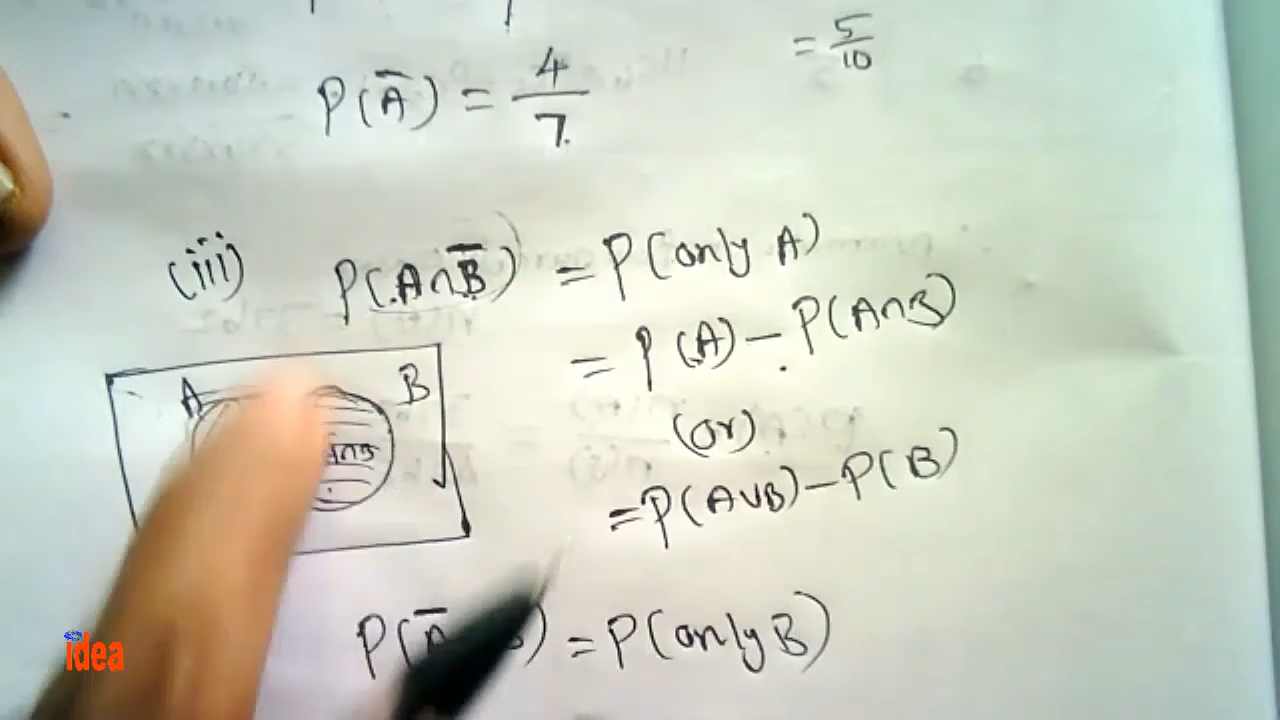 = 5/10
P(A̅) = 4/7.
(iii) P(A∩B̅) = P(only A)
= P(A) – P(A∩B)
(or)
= P(A∪B) – P(B)
A B
A∩B
P(A̅ B) = P(only B)
idea